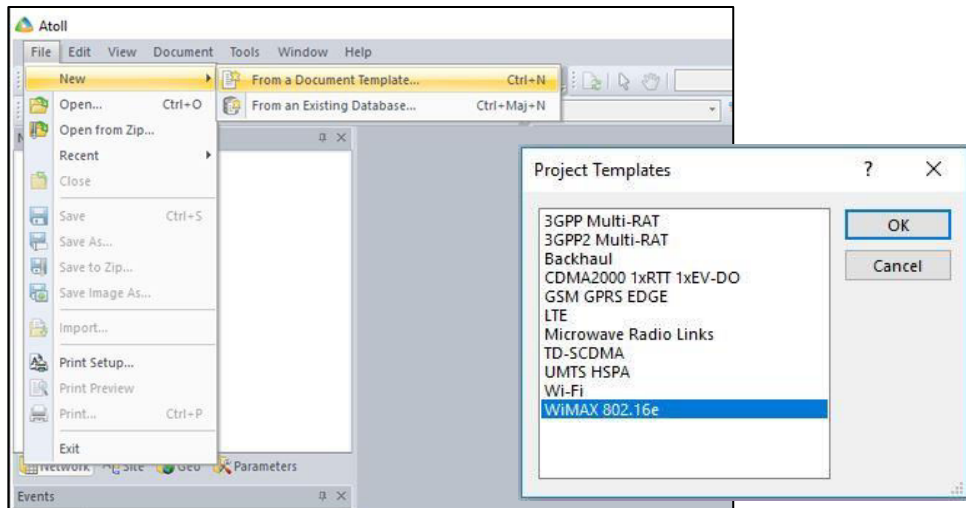 Atoll
File Edit View Document Tools Window Help
New
From a Document Template... Ctrl+N
Open... Ctrl+O
From an Existing Database... Ctrl+Maj+N
Open from Zip...
Recent
Close
Save Ctrl+S
Save As...
Save to Zip...
Save Image As...
Import...
Print Setup...
Print Preview
Print... Ctrl+P
Exit
Network Site Geo Parameters
Events
Project Templates ?
3GPP Multi-RAT
3GPP2 Multi-RAT
Backhaul
CDMA2000 1xRTT 1xEV-DO
GSM GPRS EDGE
LTE
Microwave Radio Links
TD-SCDMA
UMTS HSPA
Wi-Fi
WiMAX 802.16e
OK
Cancel